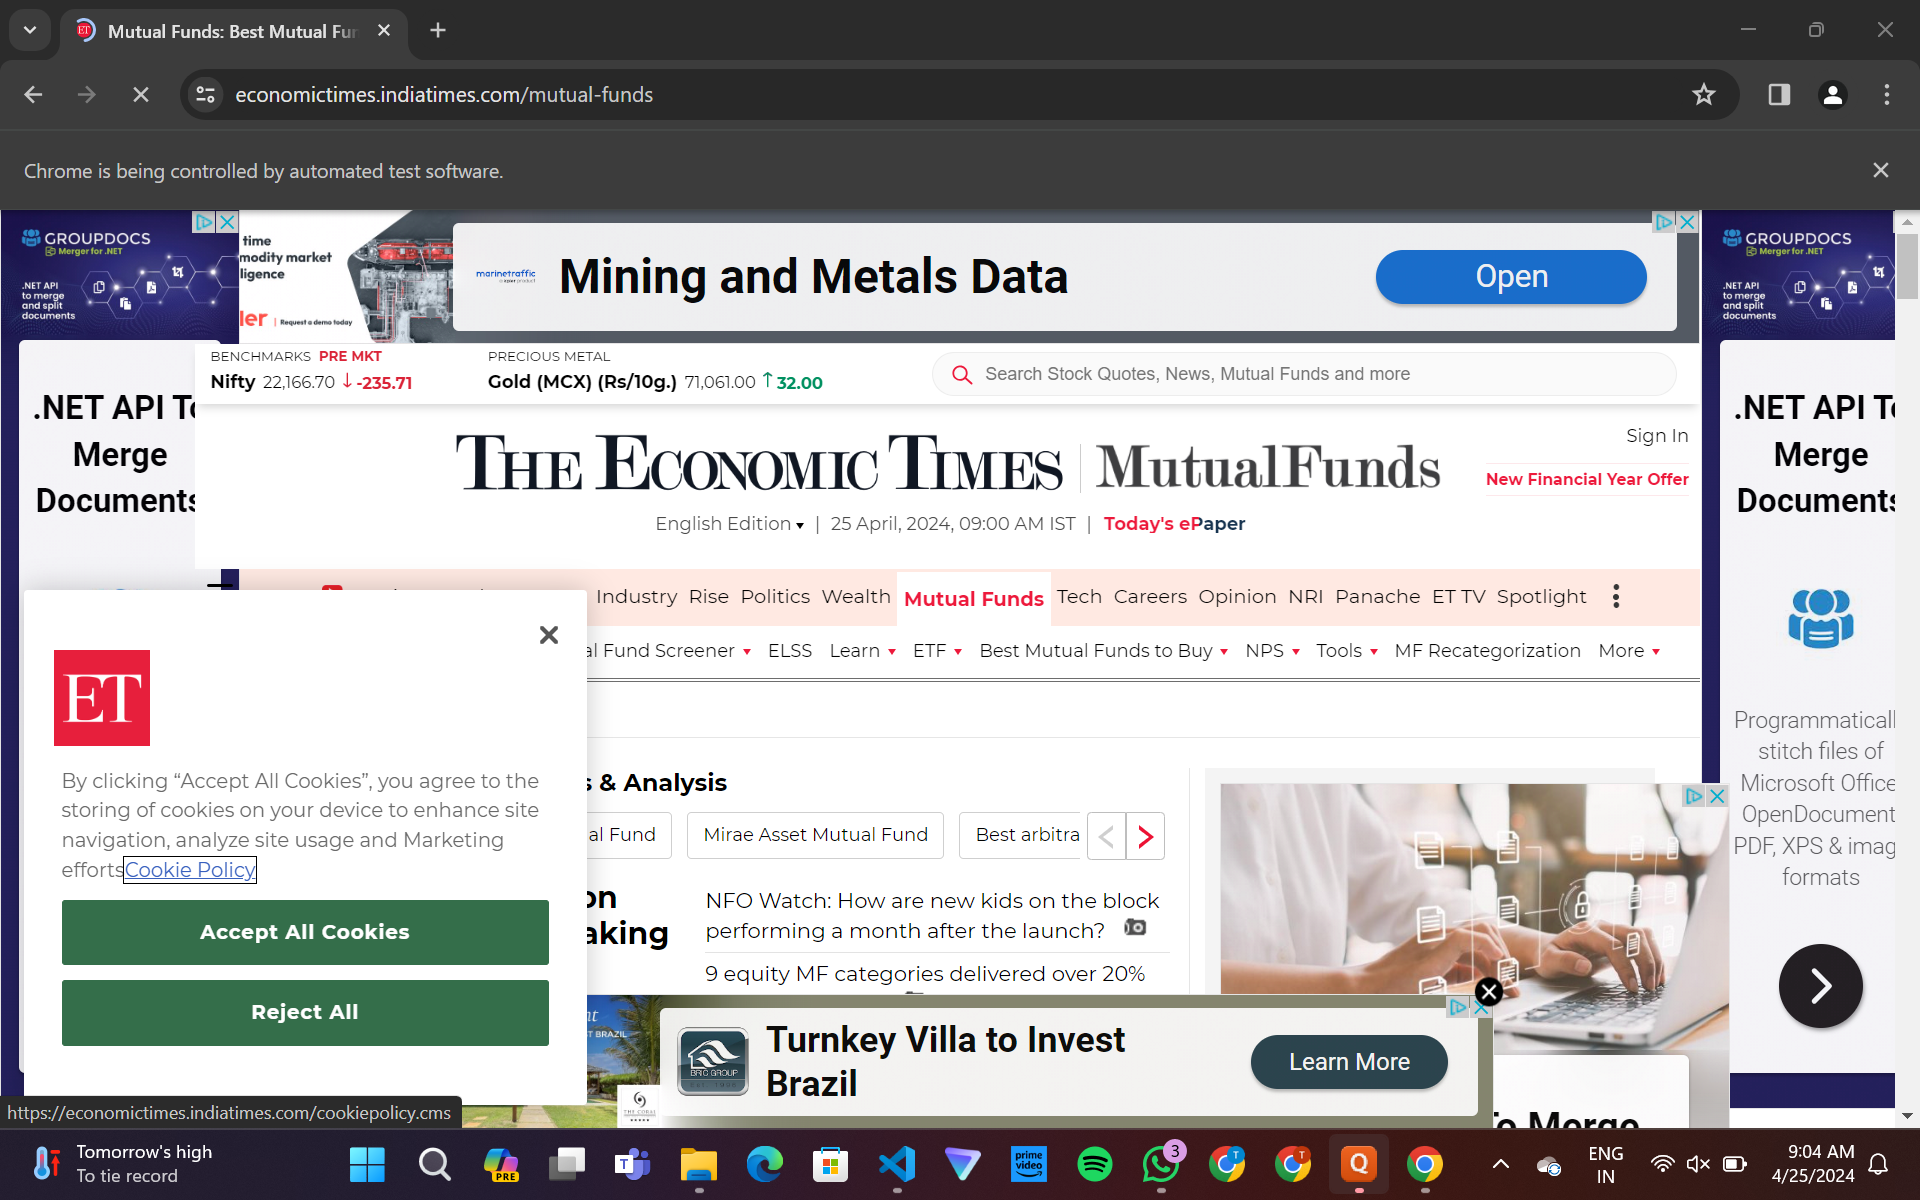 Mutual Funds: Best Mutual Fun
economictimes.indiatimes.com/mutual-funds
Chrome is being controlled by automated test software.
GROUPDOCS
Merger for .NET
.NET API
to merge
and split
documents
time
modity market
ligence
ler | Request a demo today
marinetraffic
Mining and Metals Data
Open
GROUPDOCS
Merger for .NET
.NET API
to merge
and split
documents
BENCHMARKS PRE MKT
Nifty 22,166.70 ↓ -235.71
PRECIOUS METAL
Gold (MCX) (Rs/10g.) 71,061.00 ↑ 32.00
Search Stock Quotes, News, Mutual Funds and more
.NET API To
Merge
Documents
THE ECONOMIC TIMES | MutualFunds
Sign In
New Financial Year Offer
English Edition ▾ | 25 April, 2024, 09:00 AM IST | Today's ePaper
.NET API To
Merge
Documents
Industry Rise Politics Wealth Mutual Funds Tech Careers Opinion NRI Panache ET TV Spotlight
al Fund Screener ELSS Learn ETF Best Mutual Funds to Buy NPS Tools MF Recategorization More
ET
By clicking “Accept All Cookies”, you agree to the
storing of cookies on your device to enhance site
navigation, analyze site usage and Marketing
effortsCookie Policy
Accept All Cookies
Reject All
s & Analysis
al Fund
Mirae Asset Mutual Fund
Best arbitra
on
aking
NFO Watch: How are new kids on the block
performing a month after the launch?
9 equity MF categories delivered over 20%
Programmaticall
stitch files of
Microsoft Office
OpenDocument
PDF, XPS & imag
formats
BRAZIL
BRIC GROUP
Turnkey Villa to Invest
Brazil
Learn More
THE CORAL
To Merge
https://economictimes.indiatimes.com/cookiepolicy.cms
Tomorrow's high
To tie record
PRE
prime
video
3
T
T
Q
ENG
IN
9:04 AM
4/25/2024